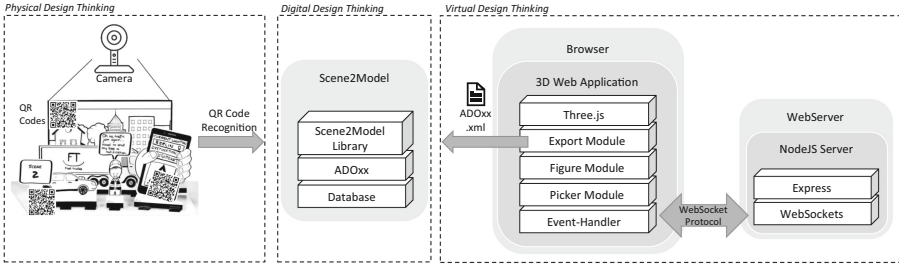 Physical Design Thinking
Camera
QR
Codes
FT
SCENE
2
QR Code
Recognition
Digital Design Thinking
Scene2Model
Scene2Model
Library
ADOxx
Database
Virtual Design Thinking
ADOxx
.xml
Browser
3D Web Application
Three.js
Export Module
Figure Module
Picker Module
Event-Handler
WebSocket
Protocol
WebServer
NodeJS Server
Express
WebSockets